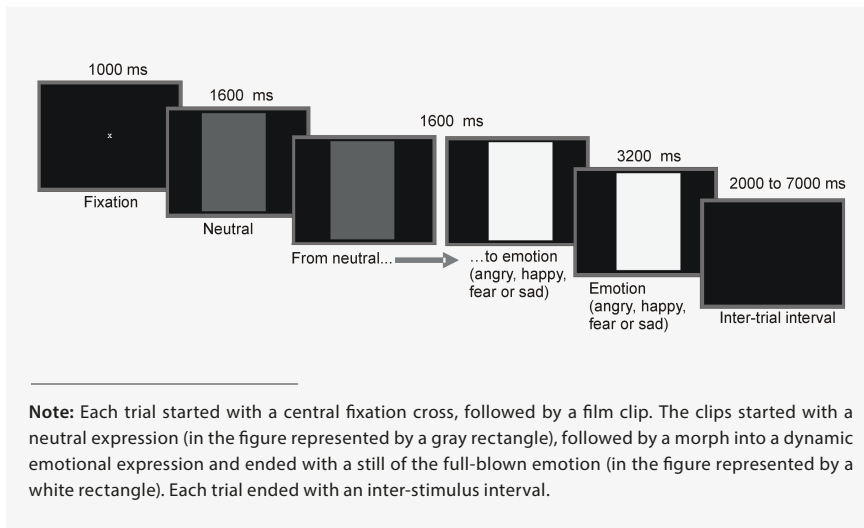 1000 ms
x
Fixation
1600 ms
Neutral
1600 ms
From neutral...
...to emotion
(angry, happy,
fear or sad)
3200 ms
Emotion
(angry, happy,
fear or sad)
2000 to 7000 ms
Inter-trial interval
Note: Each trial started with a central fixation cross, followed by a film clip. The clips started with a
neutral expression (in the figure represented by a gray rectangle), followed by a morph into a dynamic
emotional expression and ended with a still of the full-blown emotion (in the figure represented by a
white rectangle). Each trial ended with an inter-stimulus interval.